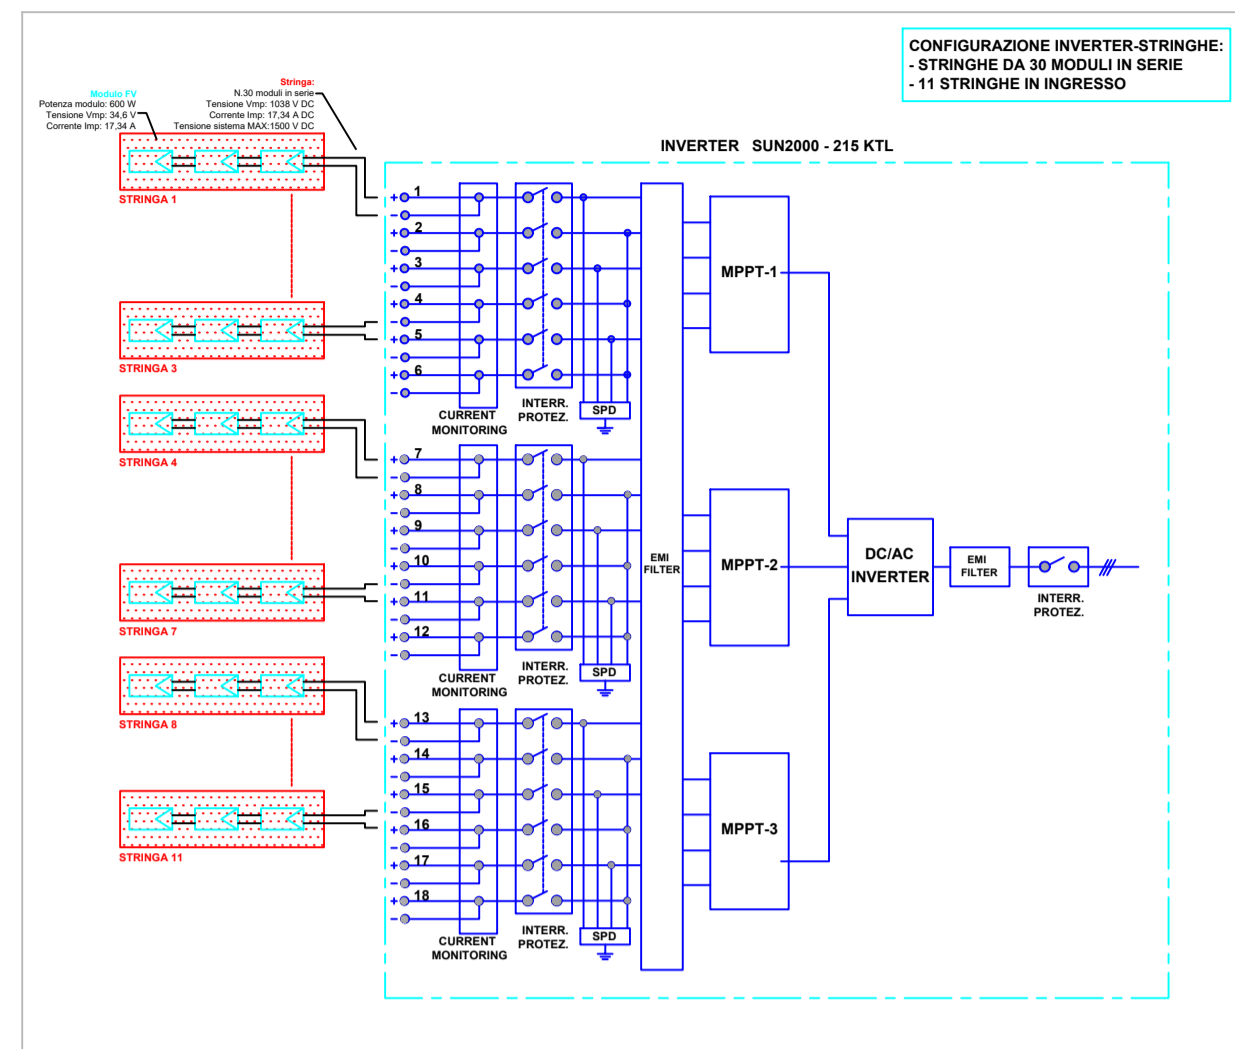 CONFIGURAZIONE INVERTER-STRINGHE:
- STRINGHE DA 30 MODULI IN SERIE
- 11 STRINGHE IN INGRESSO
Modulo FV
Potenza modulo: 600 W
Tensione Vmp: 34,6 V
Corrente Imp: 17,34 A
Stringa:
N.30 moduli in serie
Tensione Vmp: 1038 V DC
Corrente Imp: 17,34 A DC
Tensione sistema MAX:1500 V DC
INVERTER SUN2000 - 215 KTL
STRINGA 1
STRINGA 3
STRINGA 4
STRINGA 7
STRINGA 8
STRINGA 11
+ 1
-
+ 2
-
+ 3
-
+ 4
-
+ 5
-
+ 6
-
CURRENT
MONITORING
INTERR.
PROTEZ.
SPD
+ 7
-
+ 8
-
+ 9
-
+ 10
-
+ 11
-
+ 12
-
CURRENT
MONITORING
INTERR.
PROTEZ.
SPD
+ 13
-
+ 14
-
+ 15
-
+ 16
-
+ 17
-
+ 18
-
CURRENT
MONITORING
INTERR.
PROTEZ.
SPD
EMI
FILTER
MPPT-1
MPPT-2
MPPT-3
DC/AC
INVERTER
EMI
FILTER
INTERR.
PROTEZ.